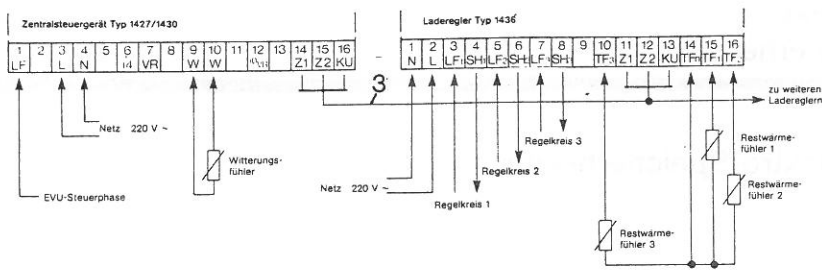 Zentralsteuergerät Typ 1427/1430
1 2 3 4 5 6 7 8 9 10 11 12 13 14 15 16
LF L N VR W W Z1 Z2 KU
3
Netz 220 V ~
Witterungs-
fühler
EVU-Steuerphase
Laderegler Typ 1436
1 2 3 4 5 6 7 8 9 10 11 12 13 14 15 16
N L LF1 SH1 LF2 SH2 LF3 SH3 TF3 Z1 Z2 KU TFm TF1 TF2
zu weiteren
Ladereglern
Regelkreis 3
Regelkreis 2
Netz 220 V ~
Regelkreis 1
Restwärme-
fühler 1
Restwärme-
fühler 2
Restwärme-
fühler 3